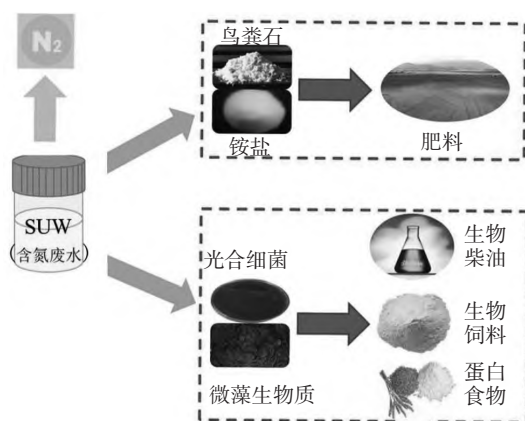 N₂
鸟粪石
铵盐
肥料
SUW
(含氮废水)
光合细菌
微藻生物质
生物
柴油
生物
饲料
蛋白
食物